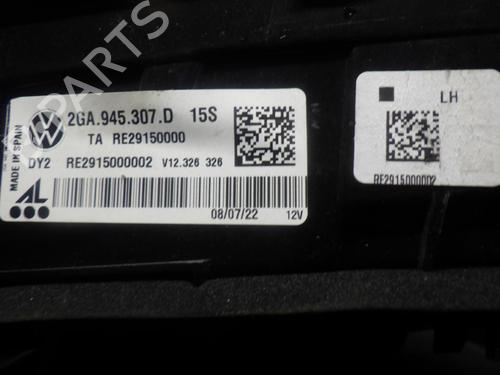 2GA.945.307.D 15S
TA RE29150000
DY2 RE2915000002 V12.326 326
MADE IN SPAIN
AL
08/07/22 12V
LH
RE2915000002
B-PARTS